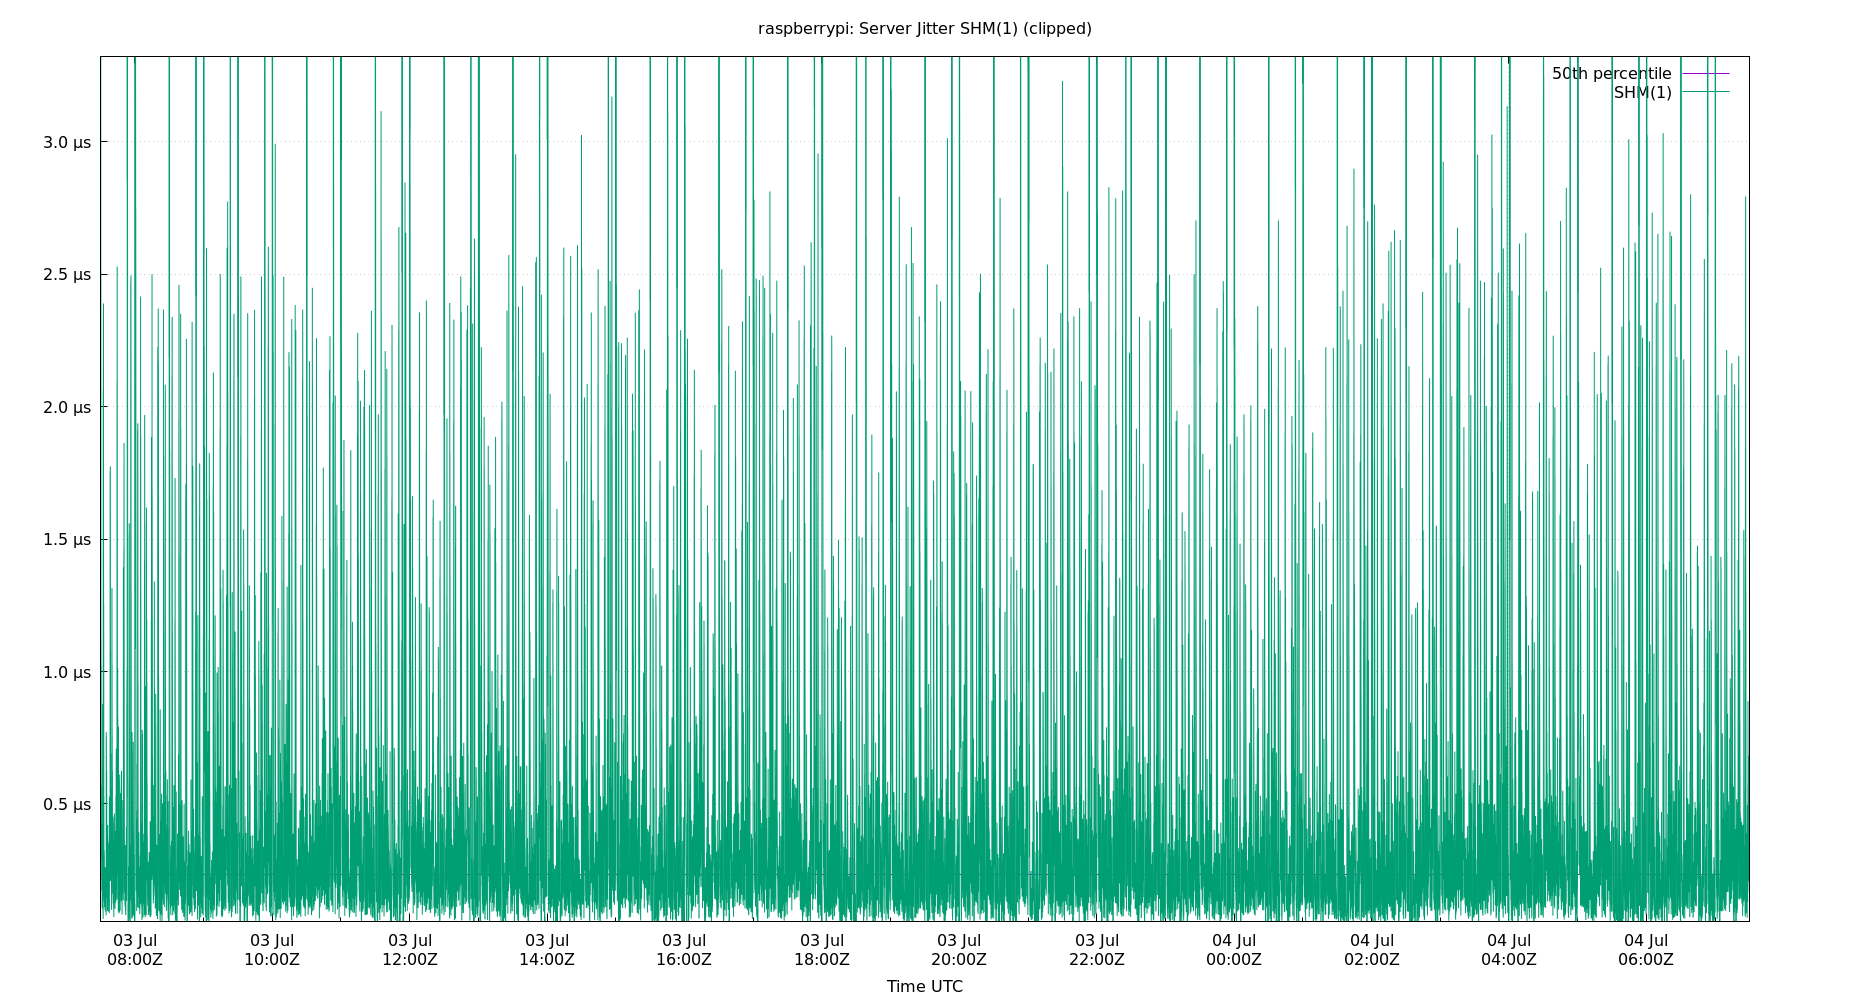 raspberrypi: Server Jitter SHM(1) (clipped)
50th percentile
SHM(1)
3.0 µs
2.5 µs
2.0 µs
1.5 µs
1.0 µs
0.5 µs
03 Jul 03 Jul 03 Jul 03 Jul 03 Jul 03 Jul 03 Jul 03 Jul 04 Jul 04 Jul 04 Jul 04 Jul
08:00Z 10:00Z 12:00Z 14:00Z 16:00Z 18:00Z 20:00Z 22:00Z 00:00Z 02:00Z 04:00Z 06:00Z
Time UTC